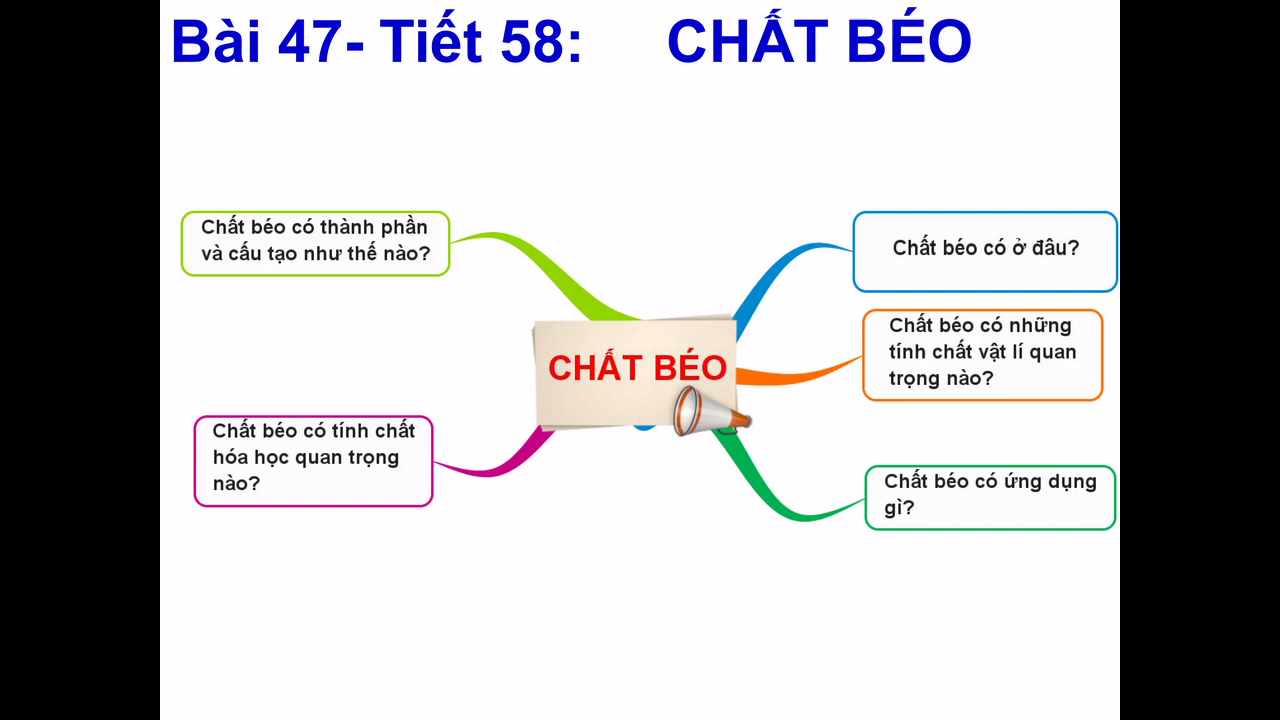 Bài 47- Tiết 58: CHẤT BÉO
Chất béo có thành phần
và cấu tạo như thế nào?
Chất béo có ở đâu?
Chất béo có những
tính chất vật lí quan
trọng nào?
CHẤT BÉO
Chất béo có tính chất
hóa học quan trọng
nào?
Chất béo có ứng dụng
gì?